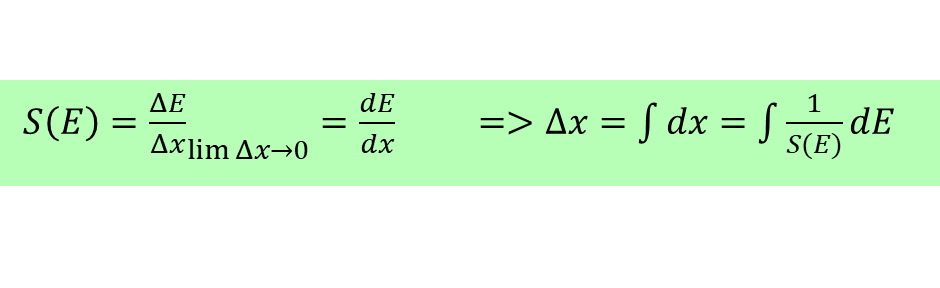 S(E) = ΔE/Δx lim Δx→0 = dE/dx => Δx = ∫ dx = ∫ 1/S(E) dE